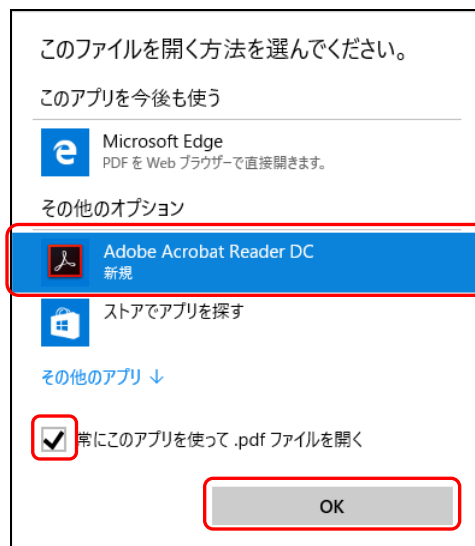 このファイルを開く方法を選んでください。
このアプリを今後も使う
Microsoft Edge
PDF を Web ブラウザーで直接開きます。
その他のオプション
Adobe Acrobat Reader DC
新規
ストアでアプリを探す
その他のアプリ ↓
常にこのアプリを使って .pdf ファイルを開く
OK